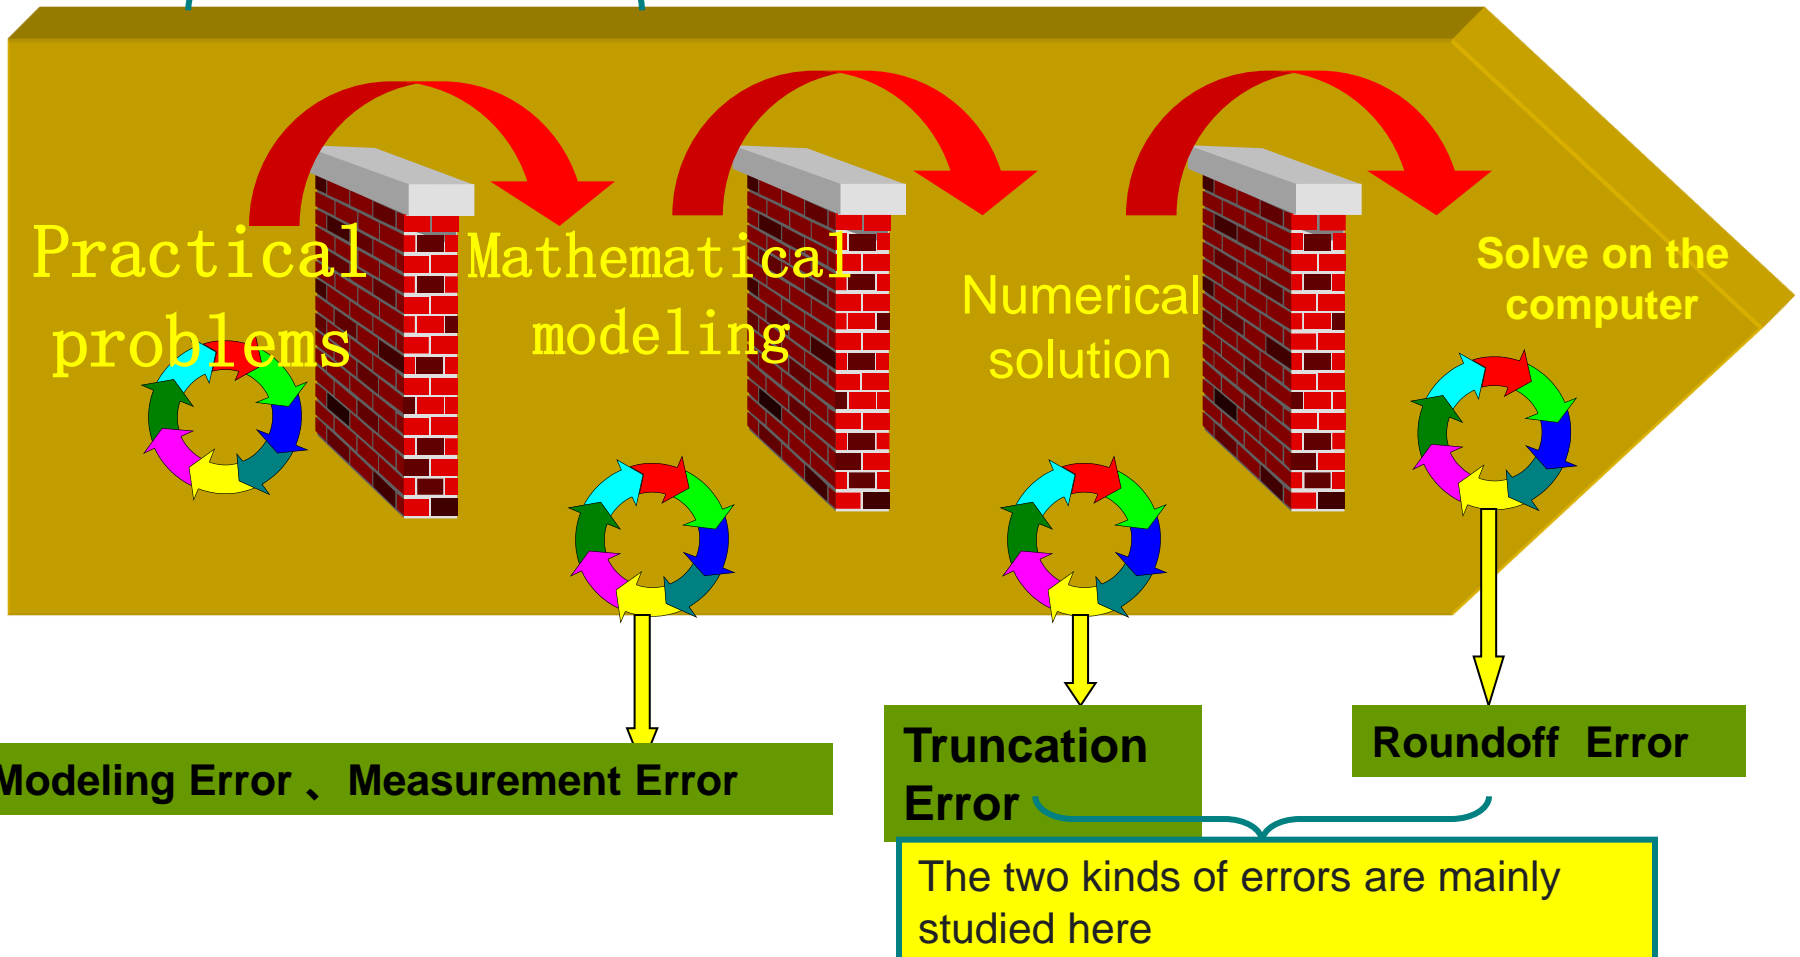 Practical
problems
Mathematical
modeling
Numerical
solution
Solve on the
computer
Modeling Error 、Measurement Error
Truncation
Error
Roundoff Error
The two kinds of errors are mainly
studied here